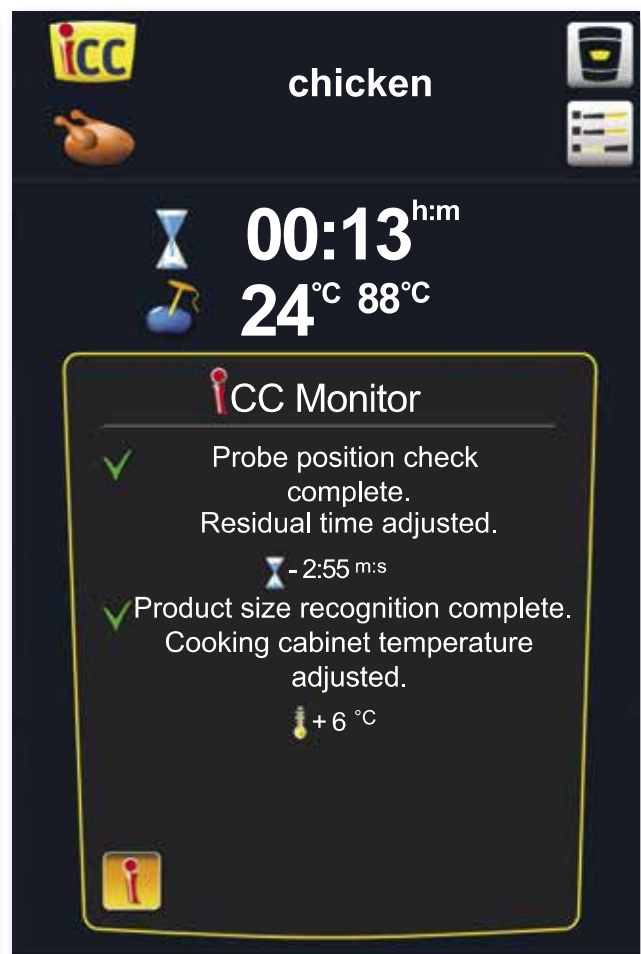 iCC
chicken
00:13 h:m
24 °C 88 °C
iCC Monitor
Probe position check
complete.
Residual time adjusted.
- 2:55 m:s
Product size recognition complete.
Cooking cabinet temperature
adjusted.
+ 6 °C
i